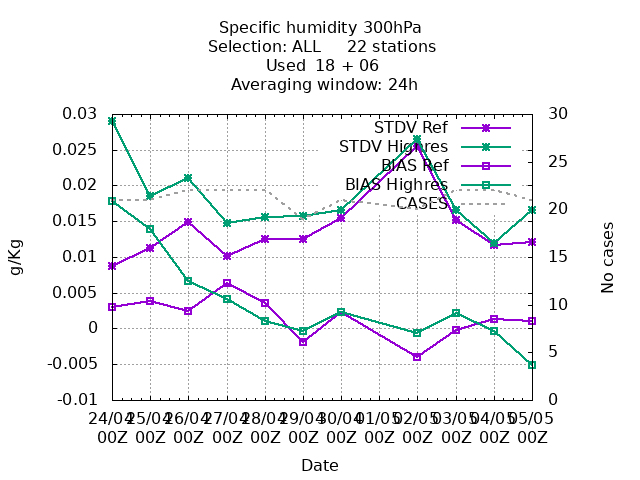 Specific humidity 300hPa
Selection: ALL     22 stations
Used  18 + 06
Averaging window: 24h
0.03
0.025
0.02
0.015
0.01
0.005
0
-0.005
-0.01
g/Kg
STDV Ref
STDV Highres
BIAS Ref
BIAS Highres
CASES
30
25
20
15
10
5
0
No cases
24/04 25/04 26/04 27/04 28/04 29/04 30/04 01/05 02/05 03/05 04/05 05/05
00Z 00Z 00Z 00Z 00Z 00Z 00Z 00Z 00Z 00Z 00Z 00Z
Date